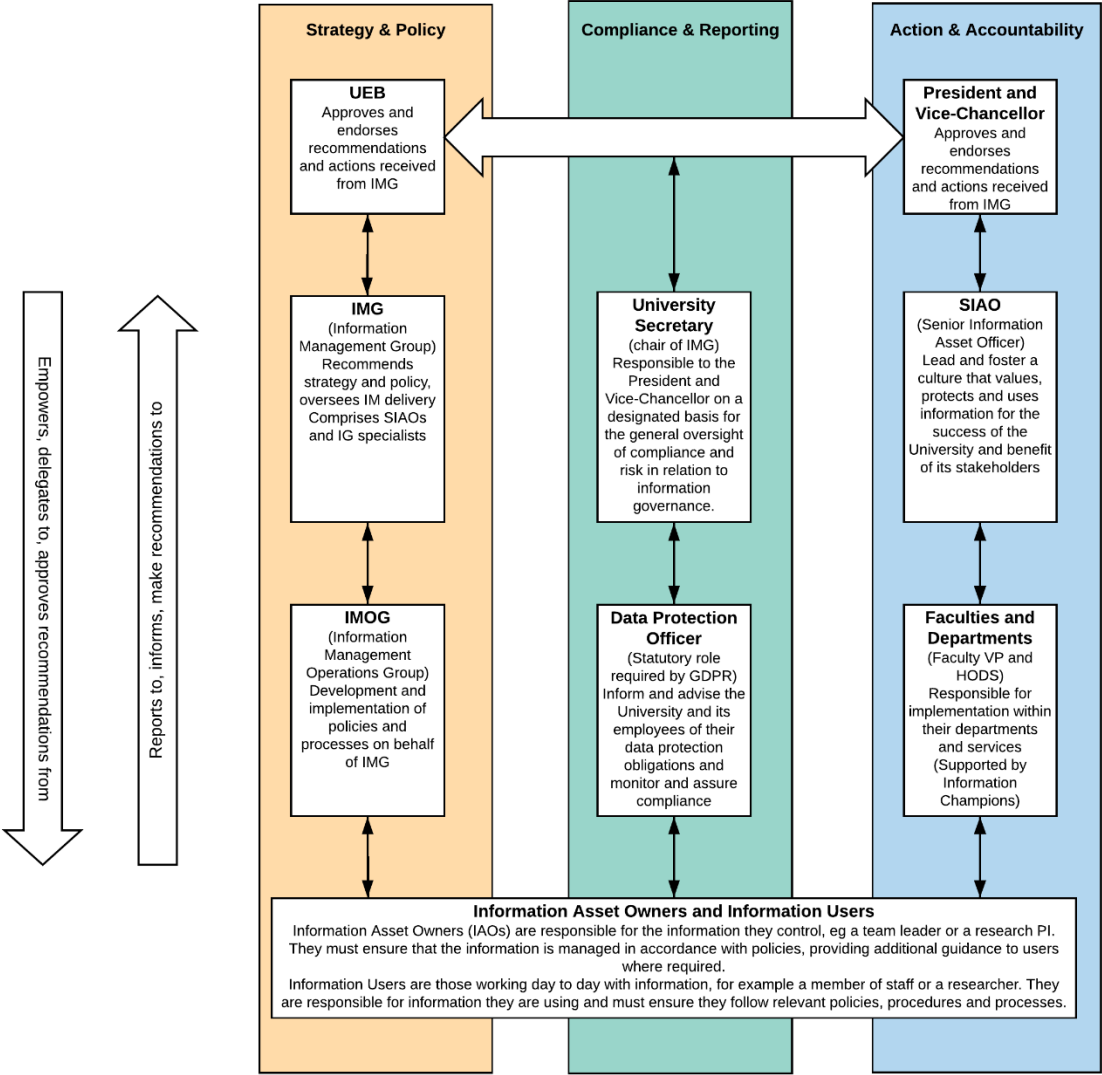 Strategy & Policy
Compliance & Reporting
Action & Accountability
UEB
Approves and
endorses
recommendations
and actions received
from IMG
President and
Vice-Chancellor
Approves and
endorses
recommendations
and actions received
from IMG
Empowers, delegates to, approves recommendations from
Reports to, informs, make recommendations to
IMG
(Information
Management Group)
Recommends
strategy and policy,
oversees IM delivery
Comprises SIAOs
and IG specialists
University
Secretary
(chair of IMG)
Responsible to the
President and
Vice-Chancellor on a
designated basis for
the general oversight
of compliance and
risk in relation to
information
governance.
SIAO
(Senior Information
Asset Officer)
Lead and foster a
culture that values,
protects and uses
information for the
success of the
University and benefit
of its stakeholders
IMOG
(Information
Management
Operations Group)
Development and
implementation of
policies and
processes on behalf
of IMG
Data Protection
Officer
(Statutory role
required by GDPR)
Inform and advise the
University and its
employees of their
data protection
obligations and
monitor and assure
compliance
Faculties and
Departments
(Faculty VP and
HODS)
Responsible for
implementation within
their departments
and services
(Supported by
Information
Champions)
Information Asset Owners and Information Users
Information Asset Owners (IAOs) are responsible for the information they control, eg a team leader or a research PI.
They must ensure that the information is managed in accordance with policies, providing additional guidance to users
where required.
Information Users are those working day to day with information, for example a member of staff or a researcher. They
are responsible for information they are using and must ensure they follow relevant policies, procedures and processes.